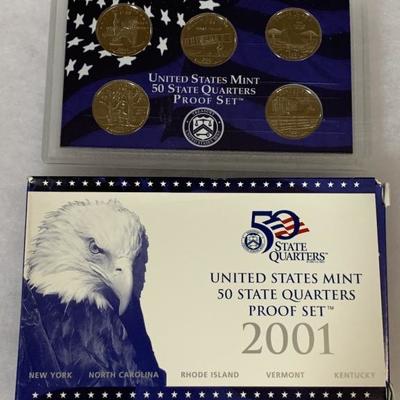 UNITED STATES MINT
50 STATE QUARTERS
PROOF SET™
50
STATE
QUARTERS
UNITED STATES MINT
50 STATE QUARTERS
PROOF SET™
2001
NEW YORK NORTH CAROLINA RHODE ISLAND VERMONT KENTUCKY